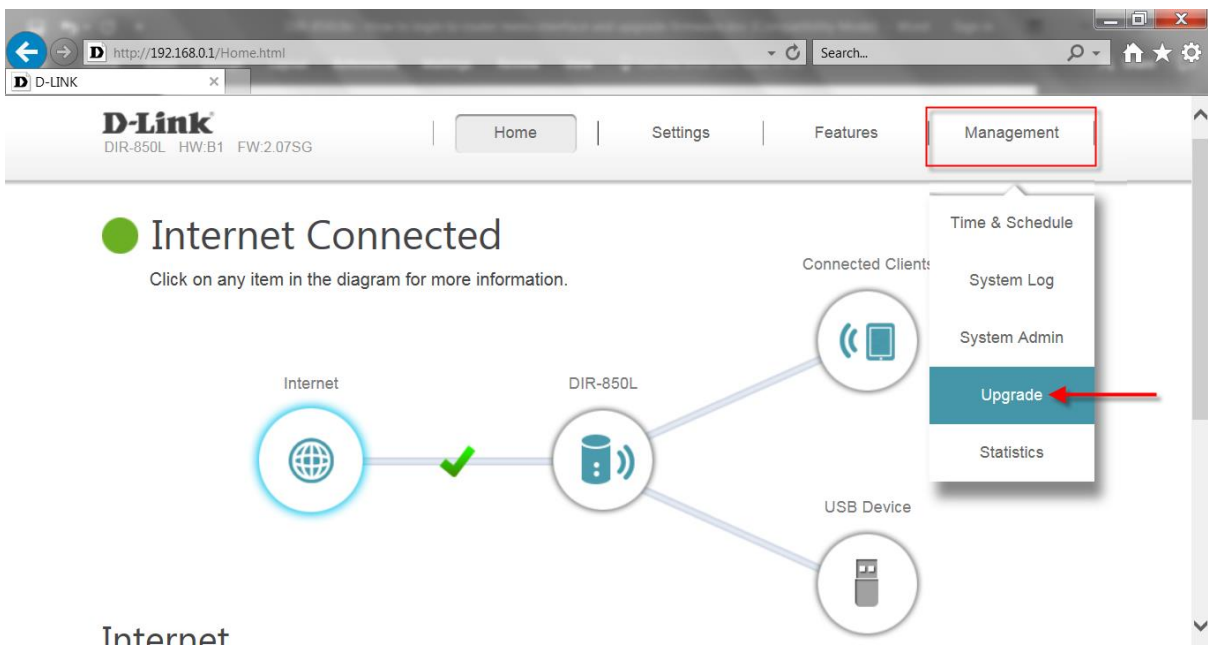 http://192.168.0.1/Home.html
Search...
D-LINK
D-Link
Home
Settings
Features
Management
DIR-850L HW:B1 FW:2.07SG
Time & Schedule
System Log
System Admin
Upgrade
Statistics
Internet Connected
Click on any item in the diagram for more information.
Connected Clients
Internet
DIR-850L
USB Device
Internet